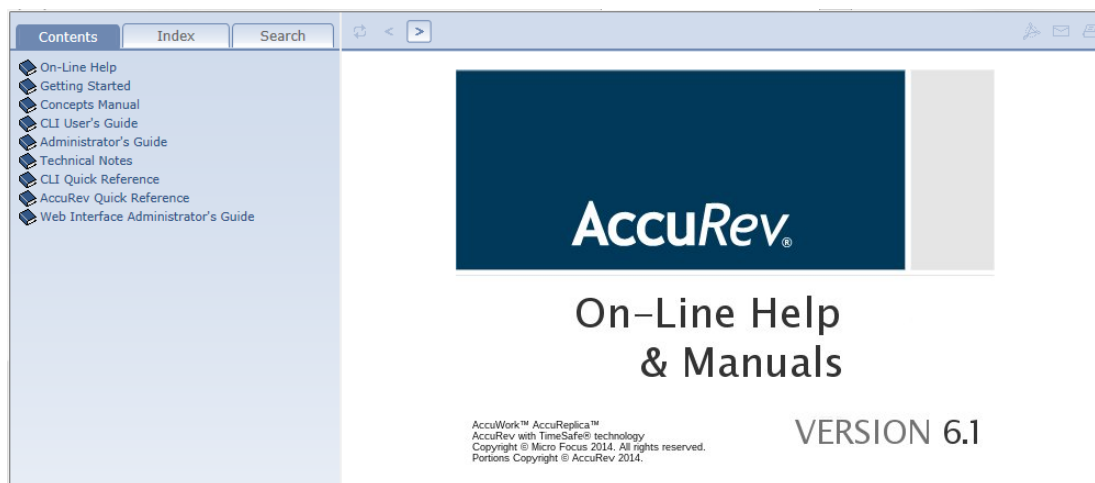 Contents
Index
Search
On-Line Help
Getting Started
Concepts Manual
CLI User's Guide
Administrator's Guide
Technical Notes
CLI Quick Reference
AccuRev Quick Reference
Web Interface Administrator's Guide
AccuRev®
On-Line Help
& Manuals
AccuWork™ AccuReplica™
AccuRev with TimeSafe® technology
Copyright © Micro Focus 2014. All rights reserved.
Portions Copyright © AccuRev 2014.
VERSION 6.1